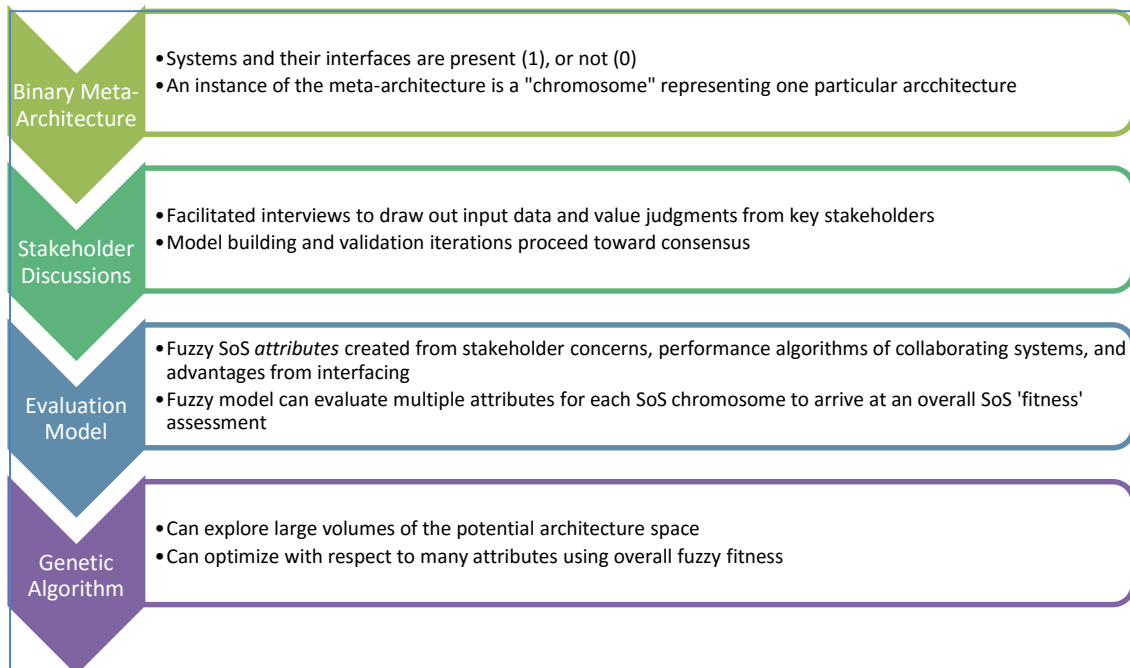 Binary Meta-
Architecture
•Systems and their interfaces are present (1), or not (0)
•An instance of the meta-architecture is a "chromosome" representing one particular arcchitecture
Stakeholder
Discussions
•Facilitated interviews to draw out input data and value judgments from key stakeholders
•Model building and validation iterations proceed toward consensus
Evaluation
Model
•Fuzzy SoS attributes created from stakeholder concerns, performance algorithms of collaborating systems, and
advantages from interfacing
•Fuzzy model can evaluate multiple attributes for each SoS chromosome to arrive at an overall SoS 'fitness'
assessment
Genetic
Algorithm
•Can explore large volumes of the potential architecture space
•Can optimize with respect to many attributes using overall fuzzy fitness